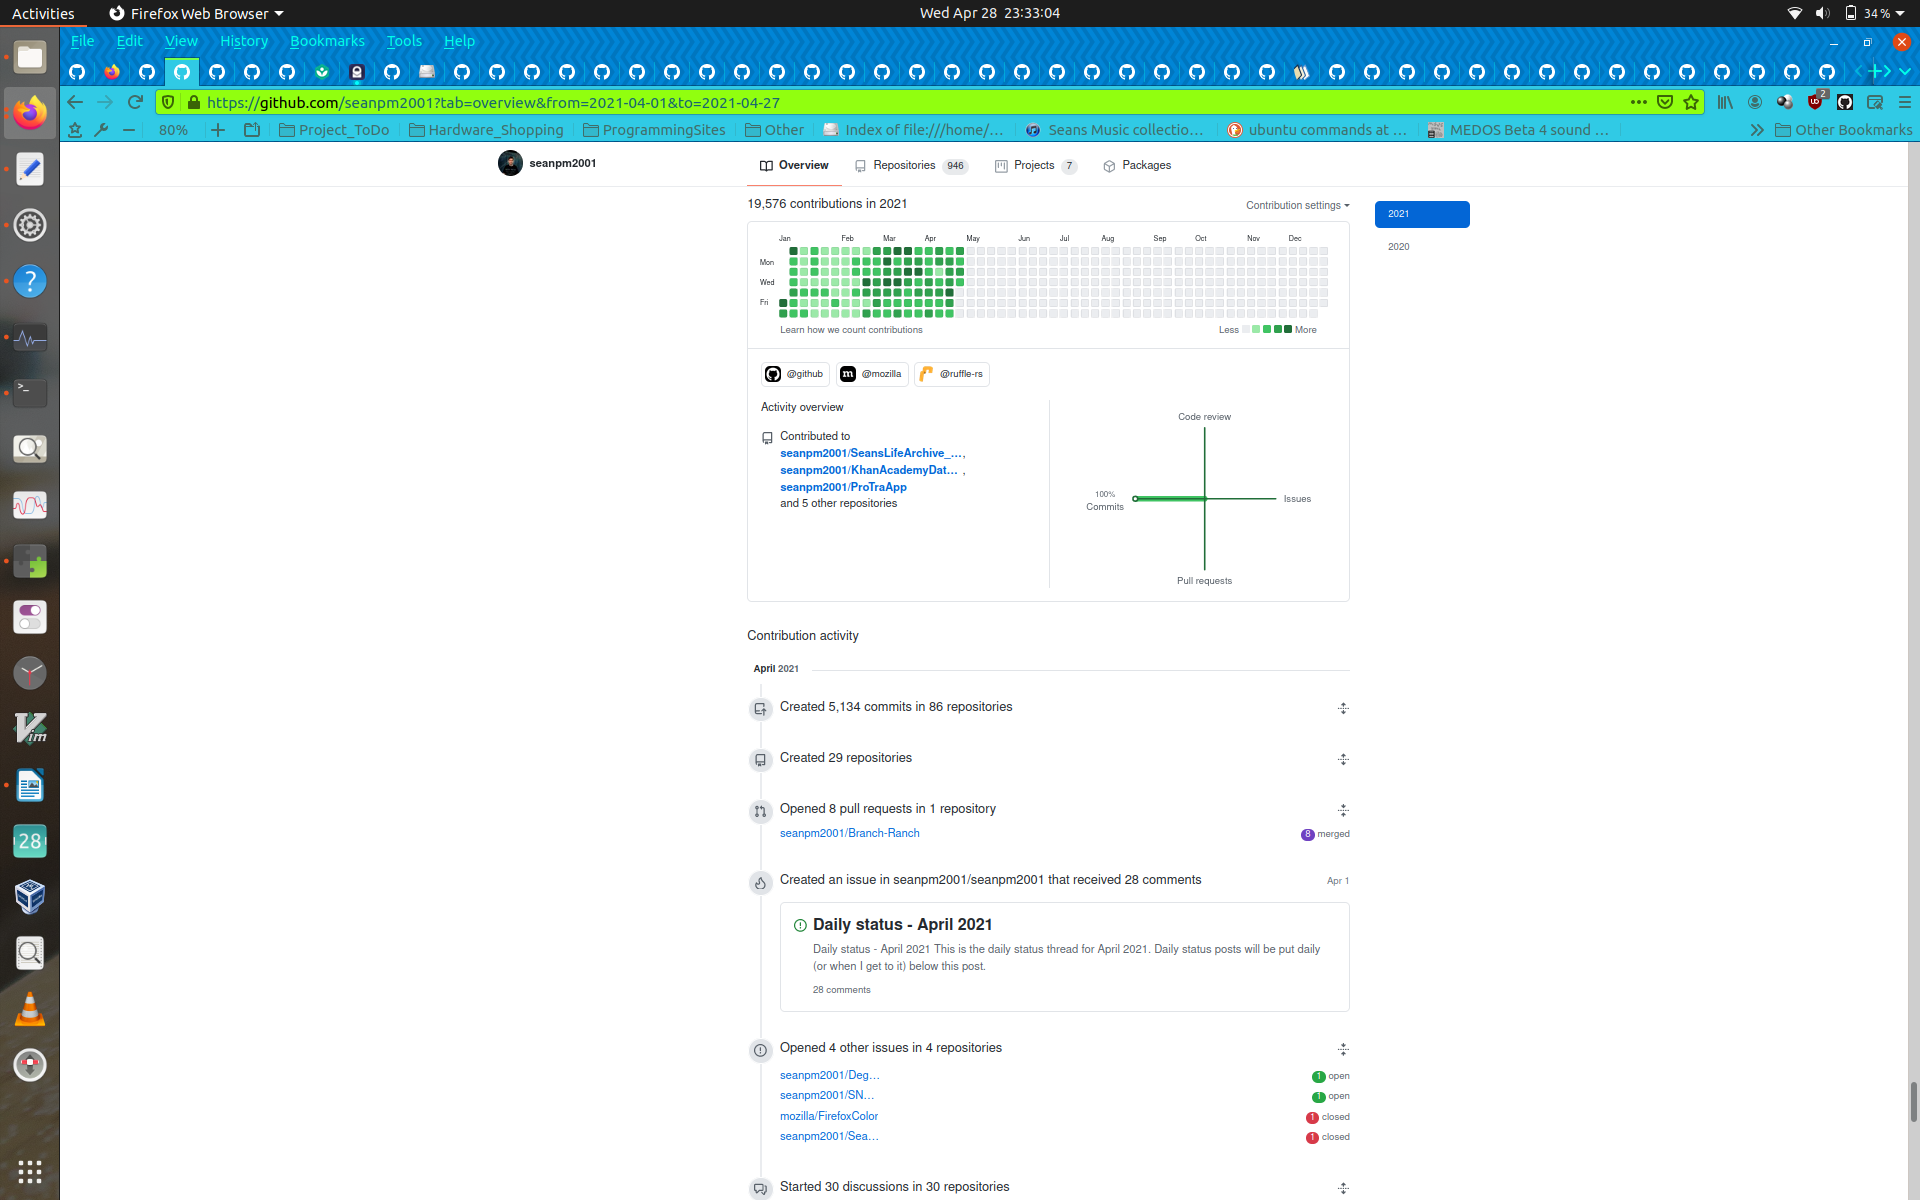 Activities
Firefox Web Browser
Wed Apr 28 23:33:04
34 %
File Edit View History Bookmarks Tools Help
https://github.com/seanpm2001?tab=overview&from=2021-04-01&to=2021-04-27
2
80%
Project_ToDo
Hardware_Shopping
ProgrammingSites
Other
Index of file:///home/...
Seans Music collectio...
ubuntu commands at ...
MEDOS Beta 4 sound ...
Other Bookmarks
seanpm2001
Overview
Repositories 946
Projects 7
Packages
19,576 contributions in 2021
Contribution settings
2021
2020
Jan Feb Mar Apr May Jun Jul Aug Sep Oct Nov Dec
Mon
Wed
Fri
Learn how we count contributions
Less More
@github
@mozilla
@ruffle-rs
Activity overview
Contributed to
seanpm2001/SeansLifeArchive_...,
seanpm2001/KhanAcademyDat... ,
seanpm2001/ProTraApp
and 5 other repositories
Code review
100%
Commits
Issues
Pull requests
Contribution activity
April 2021
Created 5,134 commits in 86 repositories
Created 29 repositories
Opened 8 pull requests in 1 repository
seanpm2001/Branch-Ranch
8 merged
Created an issue in seanpm2001/seanpm2001 that received 28 comments
Apr 1
Daily status - April 2021
Daily status - April 2021 This is the daily status thread for April 2021. Daily status posts will be put daily
(or when I get to it) below this post.
28 comments
Opened 4 other issues in 4 repositories
seanpm2001/Deg...
1 open
seanpm2001/SN...
1 open
mozilla/FirefoxColor
1 closed
seanpm2001/Sea...
1 closed
Started 30 discussions in 30 repositories
28
VIM